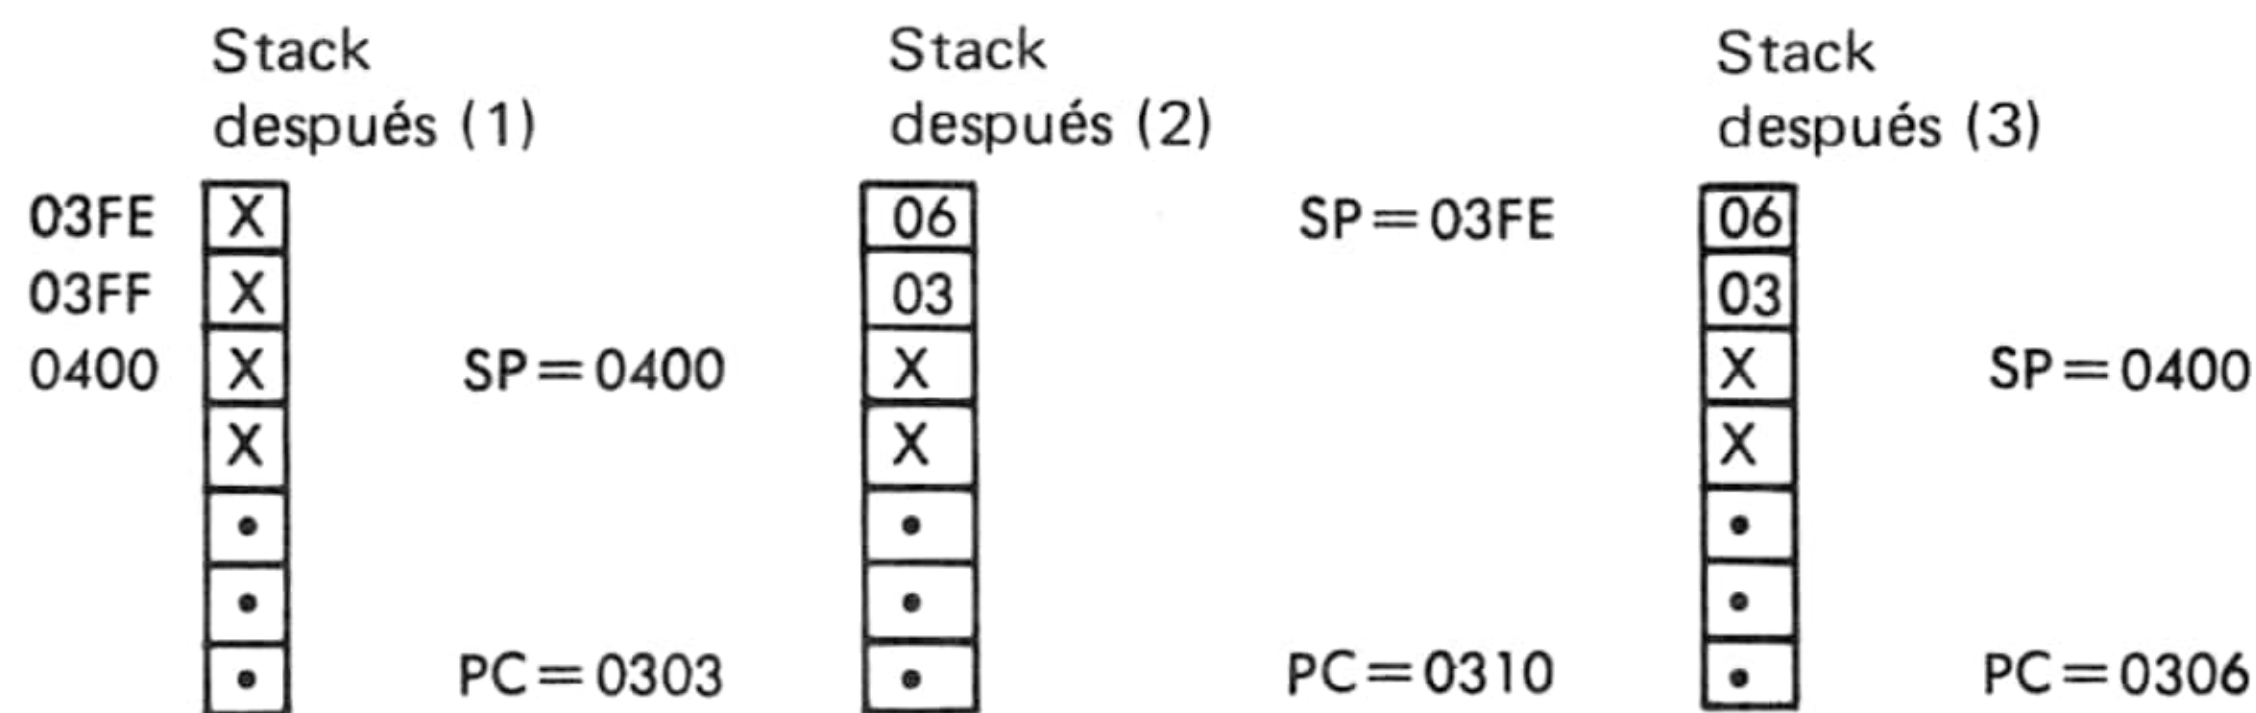 Stack Stack Stack
después (1) después (2) después (3)
03FE X 06 SP=03FE 06
03FF X 03 03
0400 X SP=0400 X X SP=0400
X X X
• • •
• • •
• PC=0303 • PC=0310 • PC=0306